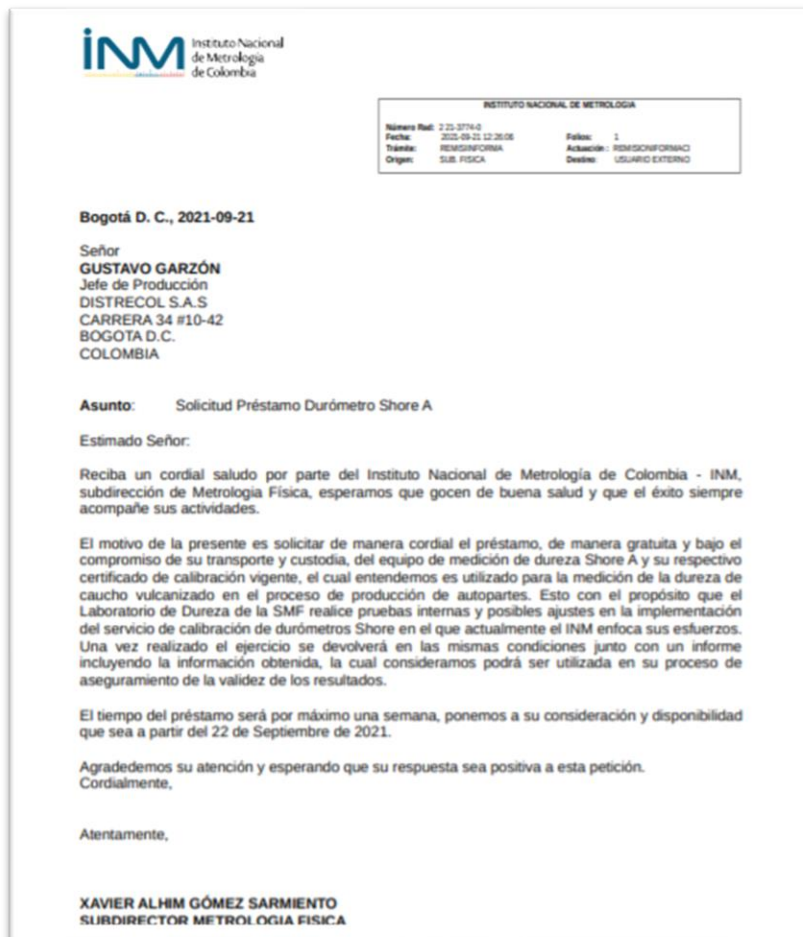 iNM Instituto Nacional
de Metrología
de Colombia
INSTITUTO NACIONAL DE METROLOGIA
Número Rad: 2 21-3774-0
Fecha: 2021-09-21 12:26:06 Folios: 1
Trámite: REMISIINFORMA Actuación : REMISIONIFORMACI
Origen: SUB. FISICA Destino: USUARIO EXTERNO
Bogotá D. C., 2021-09-21
Señor
GUSTAVO GARZÓN
Jefe de Producción
DISTRECOL S.A.S
CARRERA 34 #10-42
BOGOTA D.C.
COLOMBIA
Asunto: Solicitud Préstamo Durómetro Shore A
Estimado Señor:
Reciba un cordial saludo por parte del Instituto Nacional de Metrología de Colombia - INM,
subdirección de Metrologia Física, esperamos que gocen de buena salud y que el éxito siempre
acompañe sus actividades.
El motivo de la presente es solicitar de manera cordial el préstamo, de manera gratuita y bajo el
compromiso de su transporte y custodia, del equipo de medición de dureza Shore A y su respectivo
certificado de calibración vigente, el cual entendemos es utilizado para la medición de la dureza de
caucho vulcanizado en el proceso de producción de autopartes. Esto con el propósito que el
Laboratorio de Dureza de la SMF realice pruebas internas y posibles ajustes en la implementación
del servicio de calibración de durómetros Shore en el que actualmente el INM enfoca sus esfuerzos.
Una vez realizado el ejercicio se devolverá en las mismas condiciones junto con un informe
incluyendo la información obtenida, la cual consideramos podrá ser utilizada en su proceso de
aseguramiento de la validez de los resultados.
El tiempo del préstamo será por máximo una semana, ponemos a su consideración y disponibilidad
que sea a partir del 22 de Septiembre de 2021.
Agradedemos su atención y esperando que su respuesta sea positiva a esta petición.
Cordialmente,
Atentamente,
XAVIER ALHIM GÓMEZ SARMIENTO
SUBDIRECTOR METROLOGIA FISICA